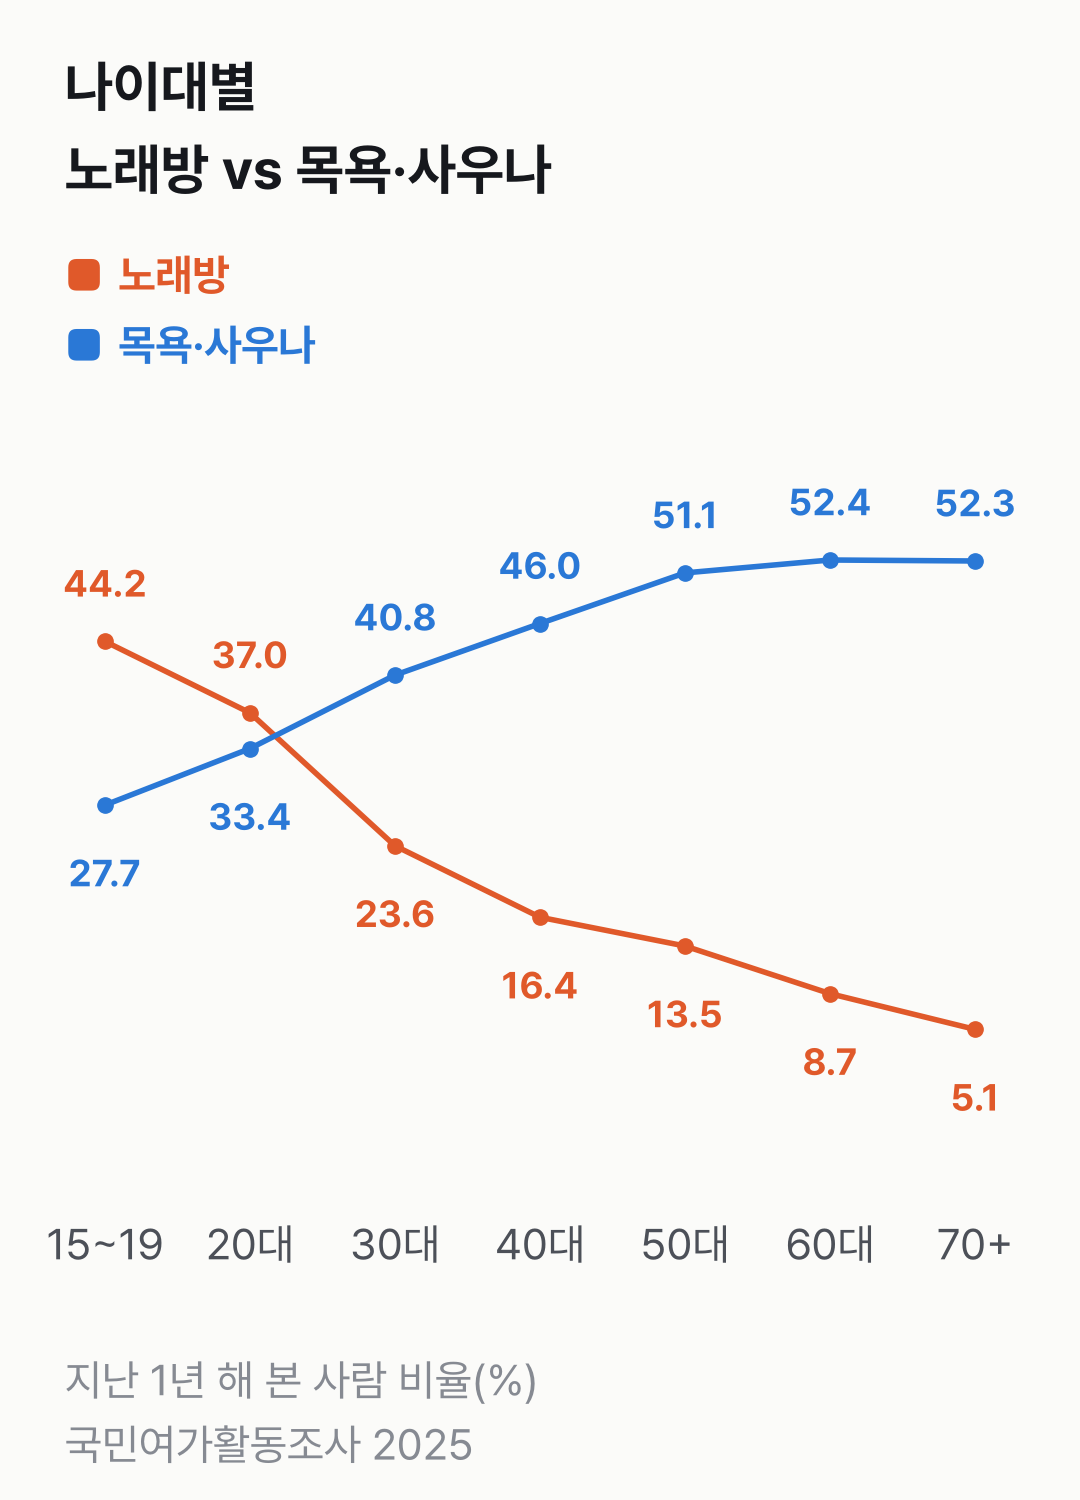 나이대별
노래방 vs 목욕·사우나
노래방
목욕·사우나
51.1 52.4 52.3
44.2 46.0
37.0 40.8
33.4
27.7
23.6
16.4
13.5
8.7
5.1
15~19 20대 30대 40대 50대 60대 70+
지난 1년 해 본 사람 비율(%)
국민여가활동조사 2025